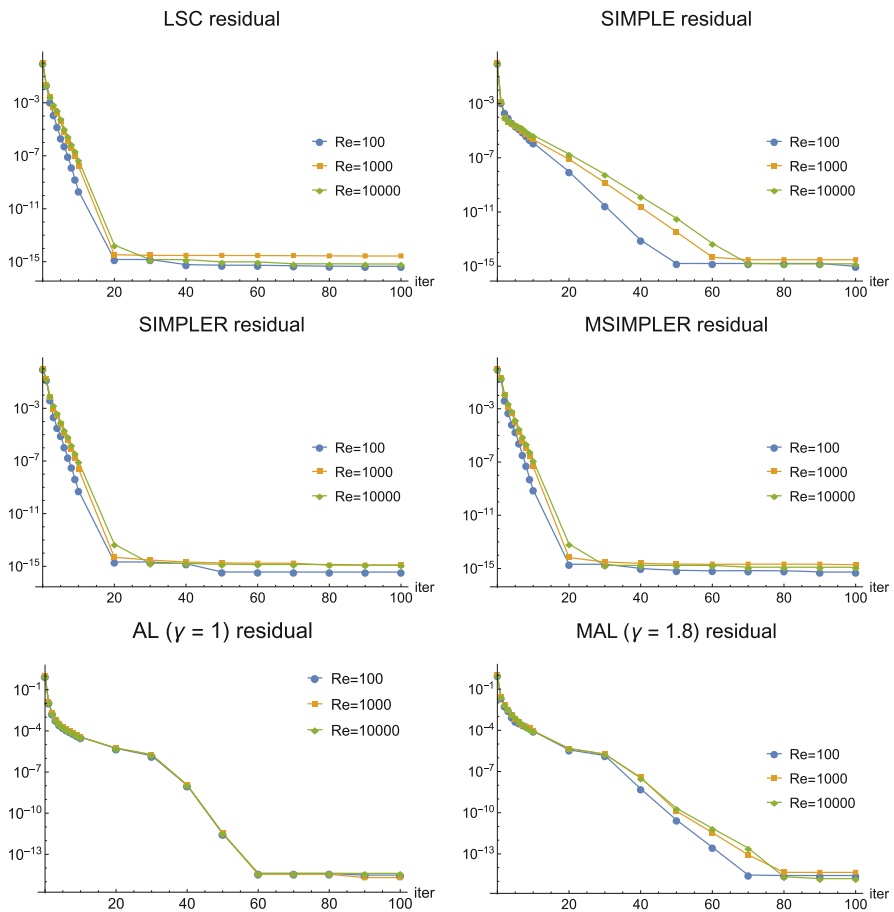 LSC residual
10^-3
10^-7
10^-11
10^-15
20 40 60 80 100 iter
Re=100
Re=1000
Re=10000
SIMPLE residual
10^-3
10^-7
10^-11
10^-15
20 40 60 80 100 iter
Re=100
Re=1000
Re=10000
SIMPLER residual
10^-3
10^-7
10^-11
10^-15
20 40 60 80 100 iter
Re=100
Re=1000
Re=10000
MSIMPLER residual
10^-3
10^-7
10^-11
10^-15
20 40 60 80 100 iter
Re=100
Re=1000
Re=10000
AL (γ = 1) residual
10^-1
10^-4
10^-7
10^-10
10^-13
20 40 60 80 100 iter
Re=100
Re=1000
Re=10000
MAL (γ = 1.8) residual
10^-1
10^-4
10^-7
10^-10
10^-13
20 40 60 80 100 iter
Re=100
Re=1000
Re=10000